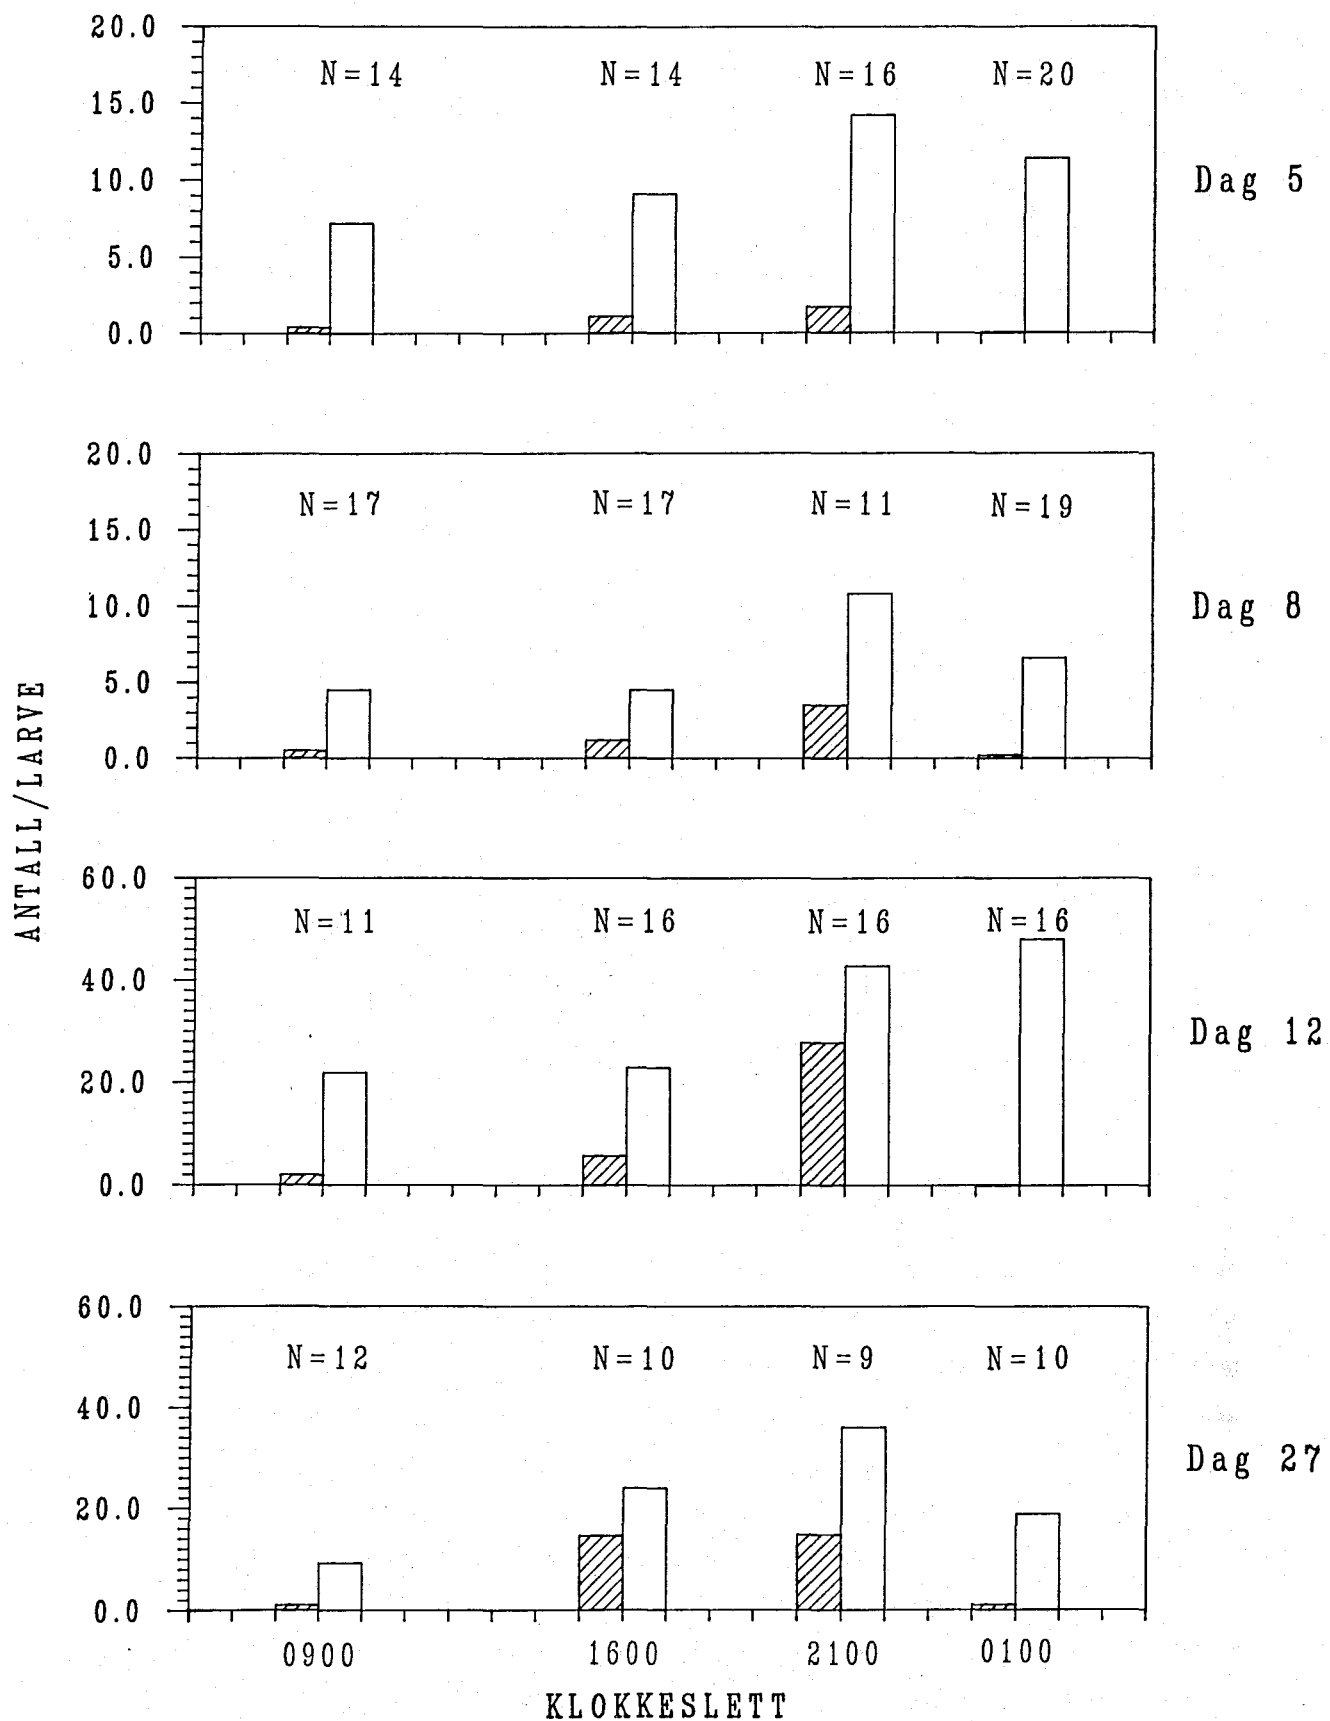 ANTALL/LARVE
20.0
15.0
10.0
5.0
0.0
N=14 N=14 N=16 N=20
Dag 5
20.0
15.0
10.0
5.0
0.0
N=17 N=17 N=11 N=19
Dag 8
60.0
40.0
20.0
0.0
N=11 N=16 N=16 N=16
Dag 12
60.0
40.0
20.0
0.0
N=12 N=10 N=9 N=10
Dag 27
0900 1600 2100 0100
KLOKKESLETT